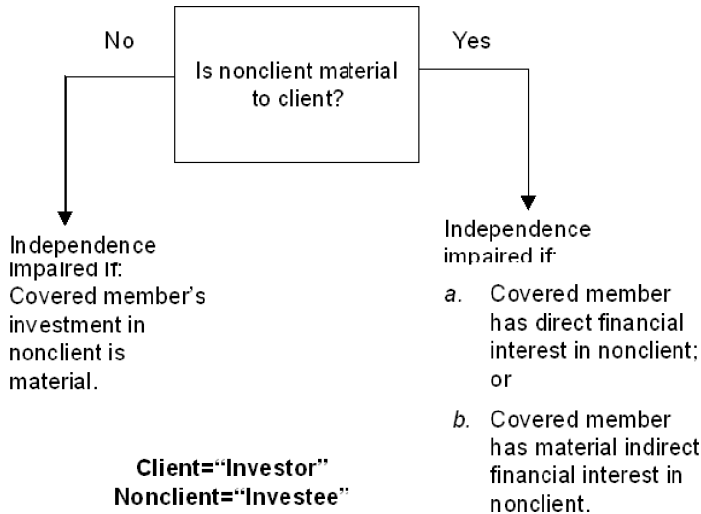 No
Yes
Is nonclient material
to client?
Independence
impaired if:
Covered member’s
investment in
nonclient is
material.
Independence
impaired if:
a. Covered member
has direct financial
interest in nonclient;
or
b. Covered member
has material indirect
financial interest in
nonclient.
Client=“Investor”
Nonclient=“Investee”